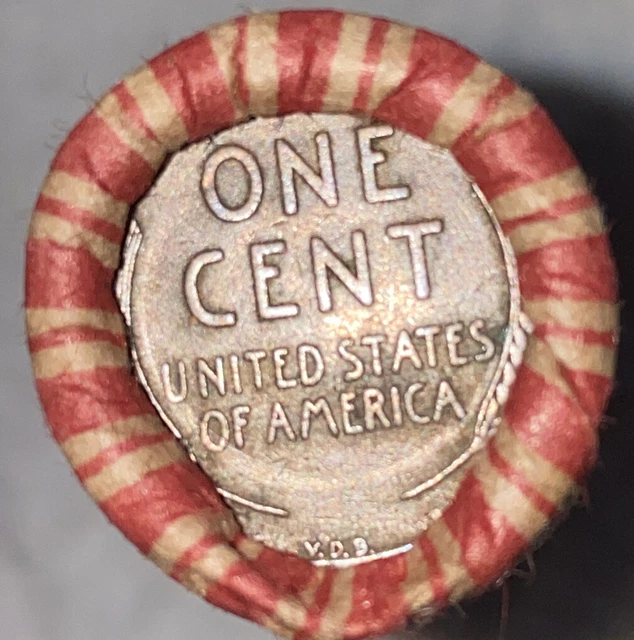 ONE
CENT
UNITED STATES
OF AMERICA
V.D.B.